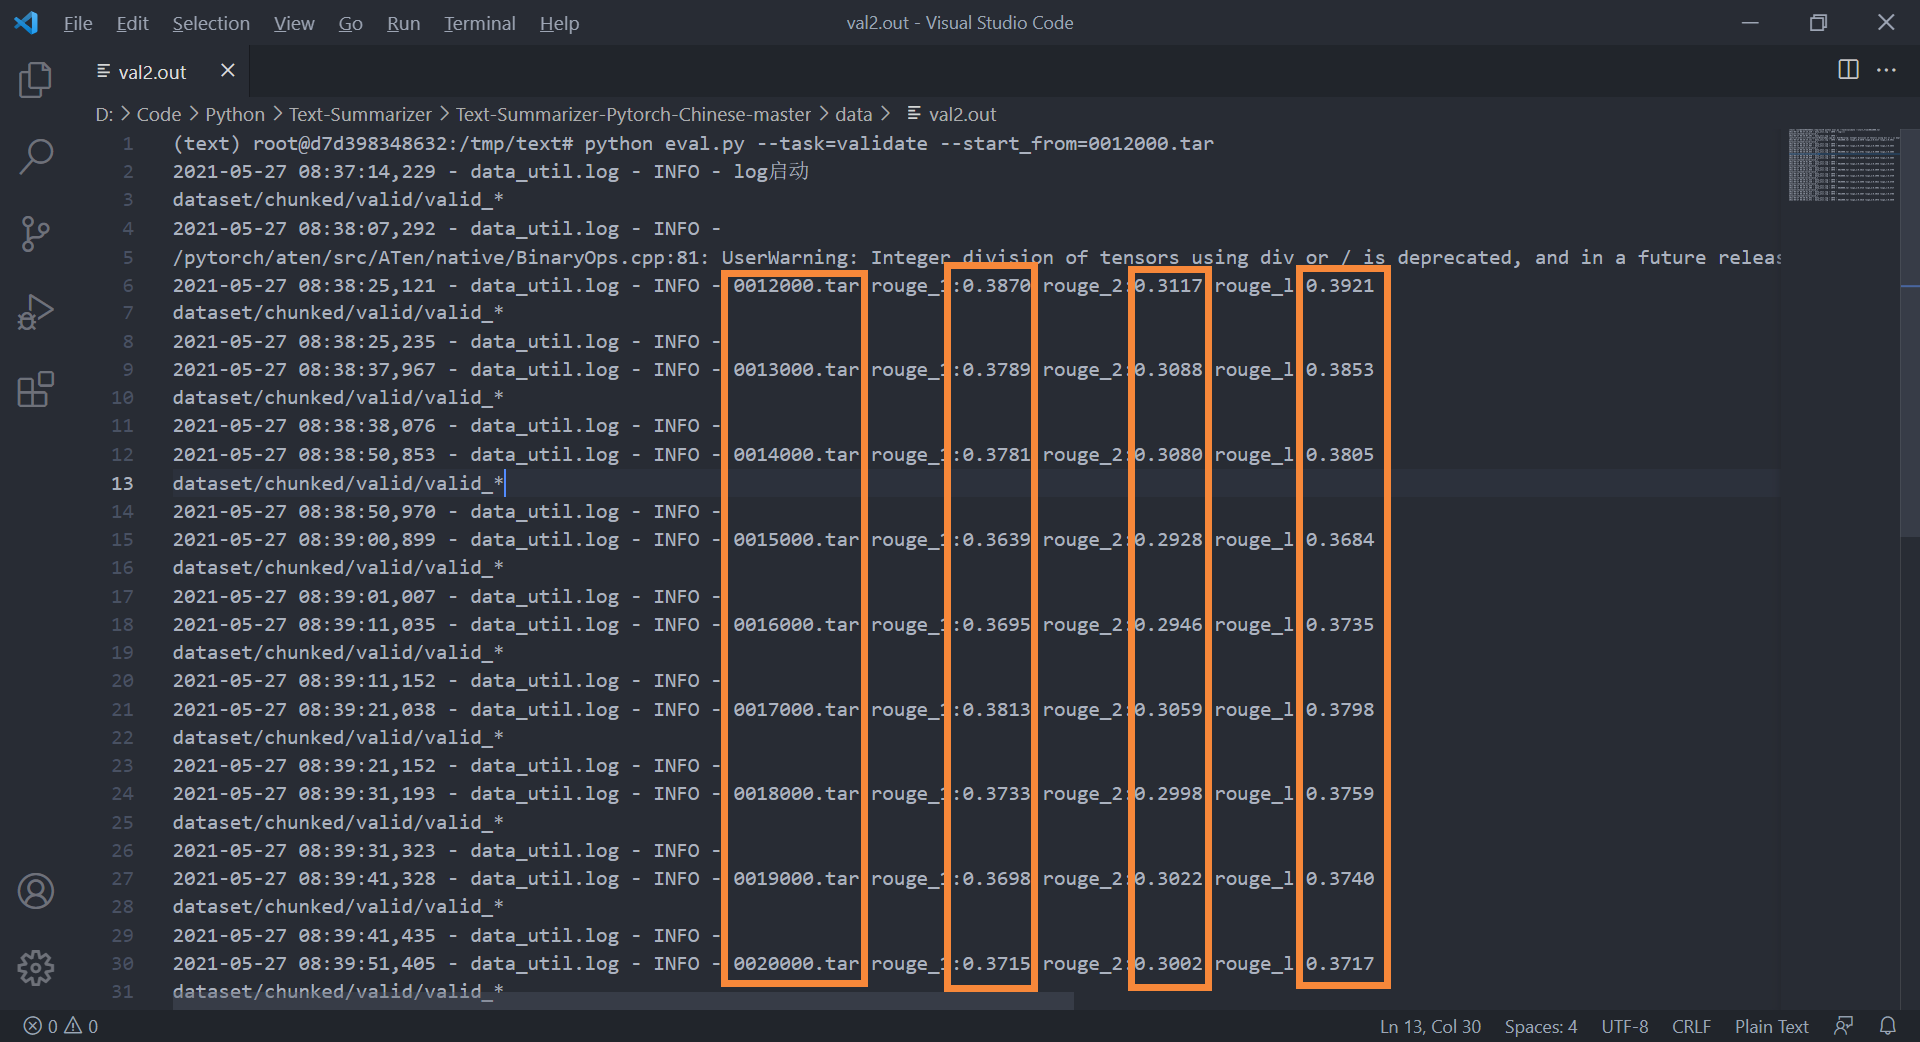 File Edit Selection View Go Run Terminal Help val2.out - Visual Studio Code
val2.out
D: > Code > Python > Text-Summarizer > Text-Summarizer-Pytorch-Chinese-master > data > val2.out
1 (text) root@d7d398348632:/tmp/text# python eval.py --task=validate --start_from=0012000.tar
2 2021-05-27 08:37:14,229 - data_util.log - INFO - log启动
3 dataset/chunked/valid/valid_*
4 2021-05-27 08:38:07,292 - data_util.log - INFO -
5 /pytorch/aten/src/ATen/native/BinaryOps.cpp:81: UserWarning: Integer division of tensors using div or / is deprecated, and in a future releas
6 2021-05-27 08:38:25,121 - data_util.log - INFO - 0012000.tar rouge_1:0.3870 rouge_2:0.3117 rouge_l 0.3921
7 dataset/chunked/valid/valid_*
8 2021-05-27 08:38:25,235 - data_util.log - INFO -
9 2021-05-27 08:38:37,967 - data_util.log - INFO - 0013000.tar rouge_1:0.3789 rouge_2:0.3088 rouge_l 0.3853
10 dataset/chunked/valid/valid_*
11 2021-05-27 08:38:38,076 - data_util.log - INFO -
12 2021-05-27 08:38:50,853 - data_util.log - INFO - 0014000.tar rouge_1:0.3781 rouge_2:0.3080 rouge_l 0.3805
13 dataset/chunked/valid/valid_*
14 2021-05-27 08:38:50,970 - data_util.log - INFO -
15 2021-05-27 08:39:00,899 - data_util.log - INFO - 0015000.tar rouge_1:0.3639 rouge_2:0.2928 rouge_l 0.3684
16 dataset/chunked/valid/valid_*
17 2021-05-27 08:39:01,007 - data_util.log - INFO -
18 2021-05-27 08:39:11,035 - data_util.log - INFO - 0016000.tar rouge_1:0.3695 rouge_2:0.2946 rouge_l 0.3735
19 dataset/chunked/valid/valid_*
20 2021-05-27 08:39:11,152 - data_util.log - INFO -
21 2021-05-27 08:39:21,038 - data_util.log - INFO - 0017000.tar rouge_1:0.3813 rouge_2:0.3059 rouge_l 0.3798
22 dataset/chunked/valid/valid_*
23 2021-05-27 08:39:21,152 - data_util.log - INFO -
24 2021-05-27 08:39:31,193 - data_util.log - INFO - 0018000.tar rouge_1:0.3733 rouge_2:0.2998 rouge_l 0.3759
25 dataset/chunked/valid/valid_*
26 2021-05-27 08:39:31,323 - data_util.log - INFO -
27 2021-05-27 08:39:41,328 - data_util.log - INFO - 0019000.tar rouge_1:0.3698 rouge_2:0.3022 rouge_l 0.3740
28 dataset/chunked/valid/valid_*
29 2021-05-27 08:39:41,435 - data_util.log - INFO -
30 2021-05-27 08:39:51,405 - data_util.log - INFO - 0020000.tar rouge_1:0.3715 rouge_2:0.3002 rouge_l 0.3717
31 dataset/chunked/valid/valid_*
0 0 Ln 13, Col 30 Spaces: 4 UTF-8 CRLF Plain Text